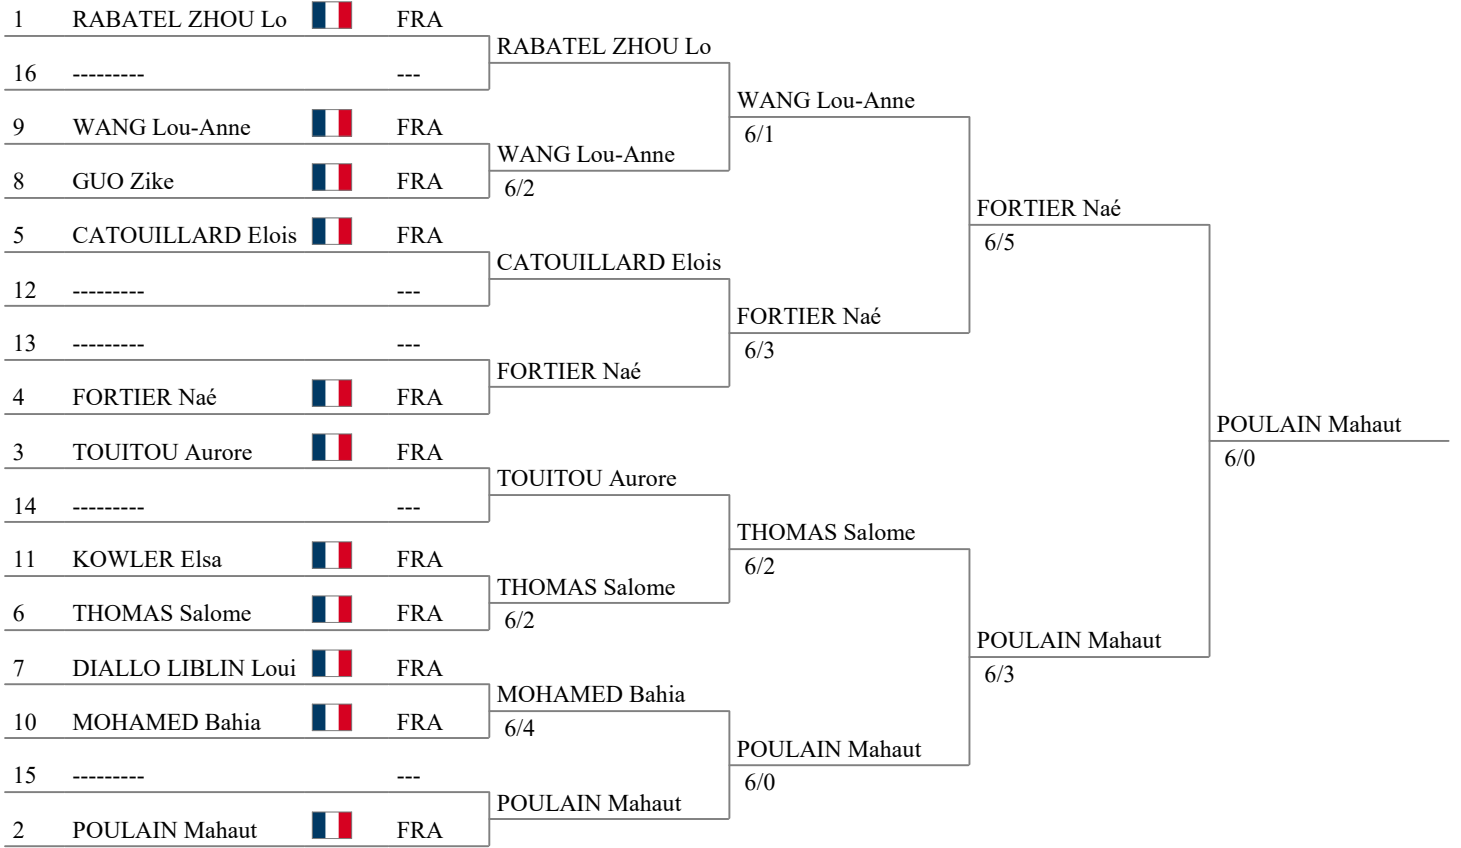 1 RABATEL ZHOU Lo FRA
RABATEL ZHOU Lo
16 --------- ---
WANG Lou-Anne
6/1
9 WANG Lou-Anne FRA
WANG Lou-Anne
6/2
8 GUO Zike FRA
FORTIER Naé
6/5
5 CATOUILLARD Elois FRA
CATOUILLARD Elois
12 --------- ---
FORTIER Naé
6/3
13 --------- ---
FORTIER Naé
4 FORTIER Naé FRA
POULAIN Mahaut
6/0
3 TOUITOU Aurore FRA
TOUITOU Aurore
14 --------- ---
THOMAS Salome
6/2
11 KOWLER Elsa FRA
THOMAS Salome
6/2
6 THOMAS Salome FRA
POULAIN Mahaut
6/3
7 DIALLO LIBLIN Loui FRA
MOHAMED Bahia
6/4
10 MOHAMED Bahia FRA
POULAIN Mahaut
6/0
15 --------- ---
POULAIN Mahaut
2 POULAIN Mahaut FRA